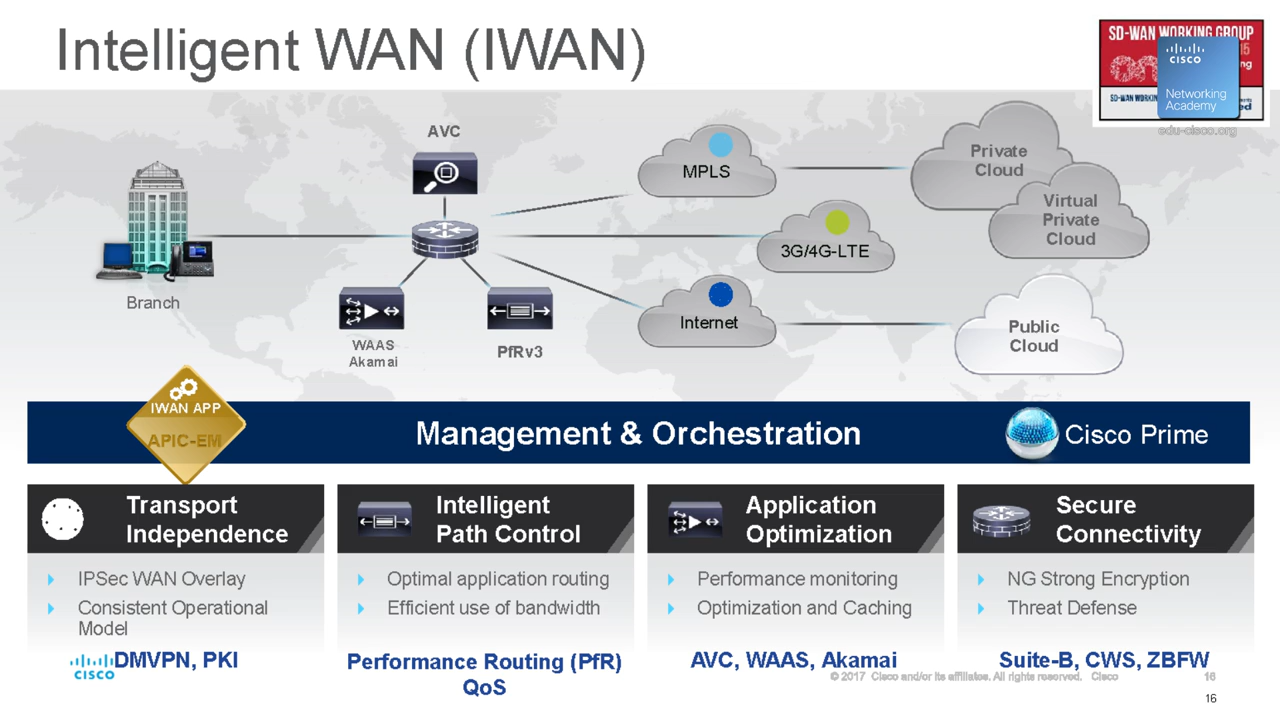 Intelligent WAN (IWAN)
SD-WAN WORKING GROUP
CISCO
Networking
Academy
edu-cisco.org
AVC
MPLS
Private
Cloud
Virtual
Private
Cloud
3G/4G-LTE
Branch
Internet
Public
Cloud
WAAS
Akamai
PfRv3
IWAN APP
APIC-EM
Management & Orchestration
Cisco Prime
Transport
Independence
IPSec WAN Overlay
Consistent Operational
Model
DMVPN, PKI
CISCO
Intelligent
Path Control
Optimal application routing
Efficient use of bandwidth
Performance Routing (PfR)
QoS
Application
Optimization
Performance monitoring
Optimization and Caching
AVC, WAAS, Akamai
Secure
Connectivity
NG Strong Encryption
Threat Defense
Suite-B, CWS, ZBFW
© 2017 Cisco and/or its affiliates. All rights reserved. Cisco 16
16